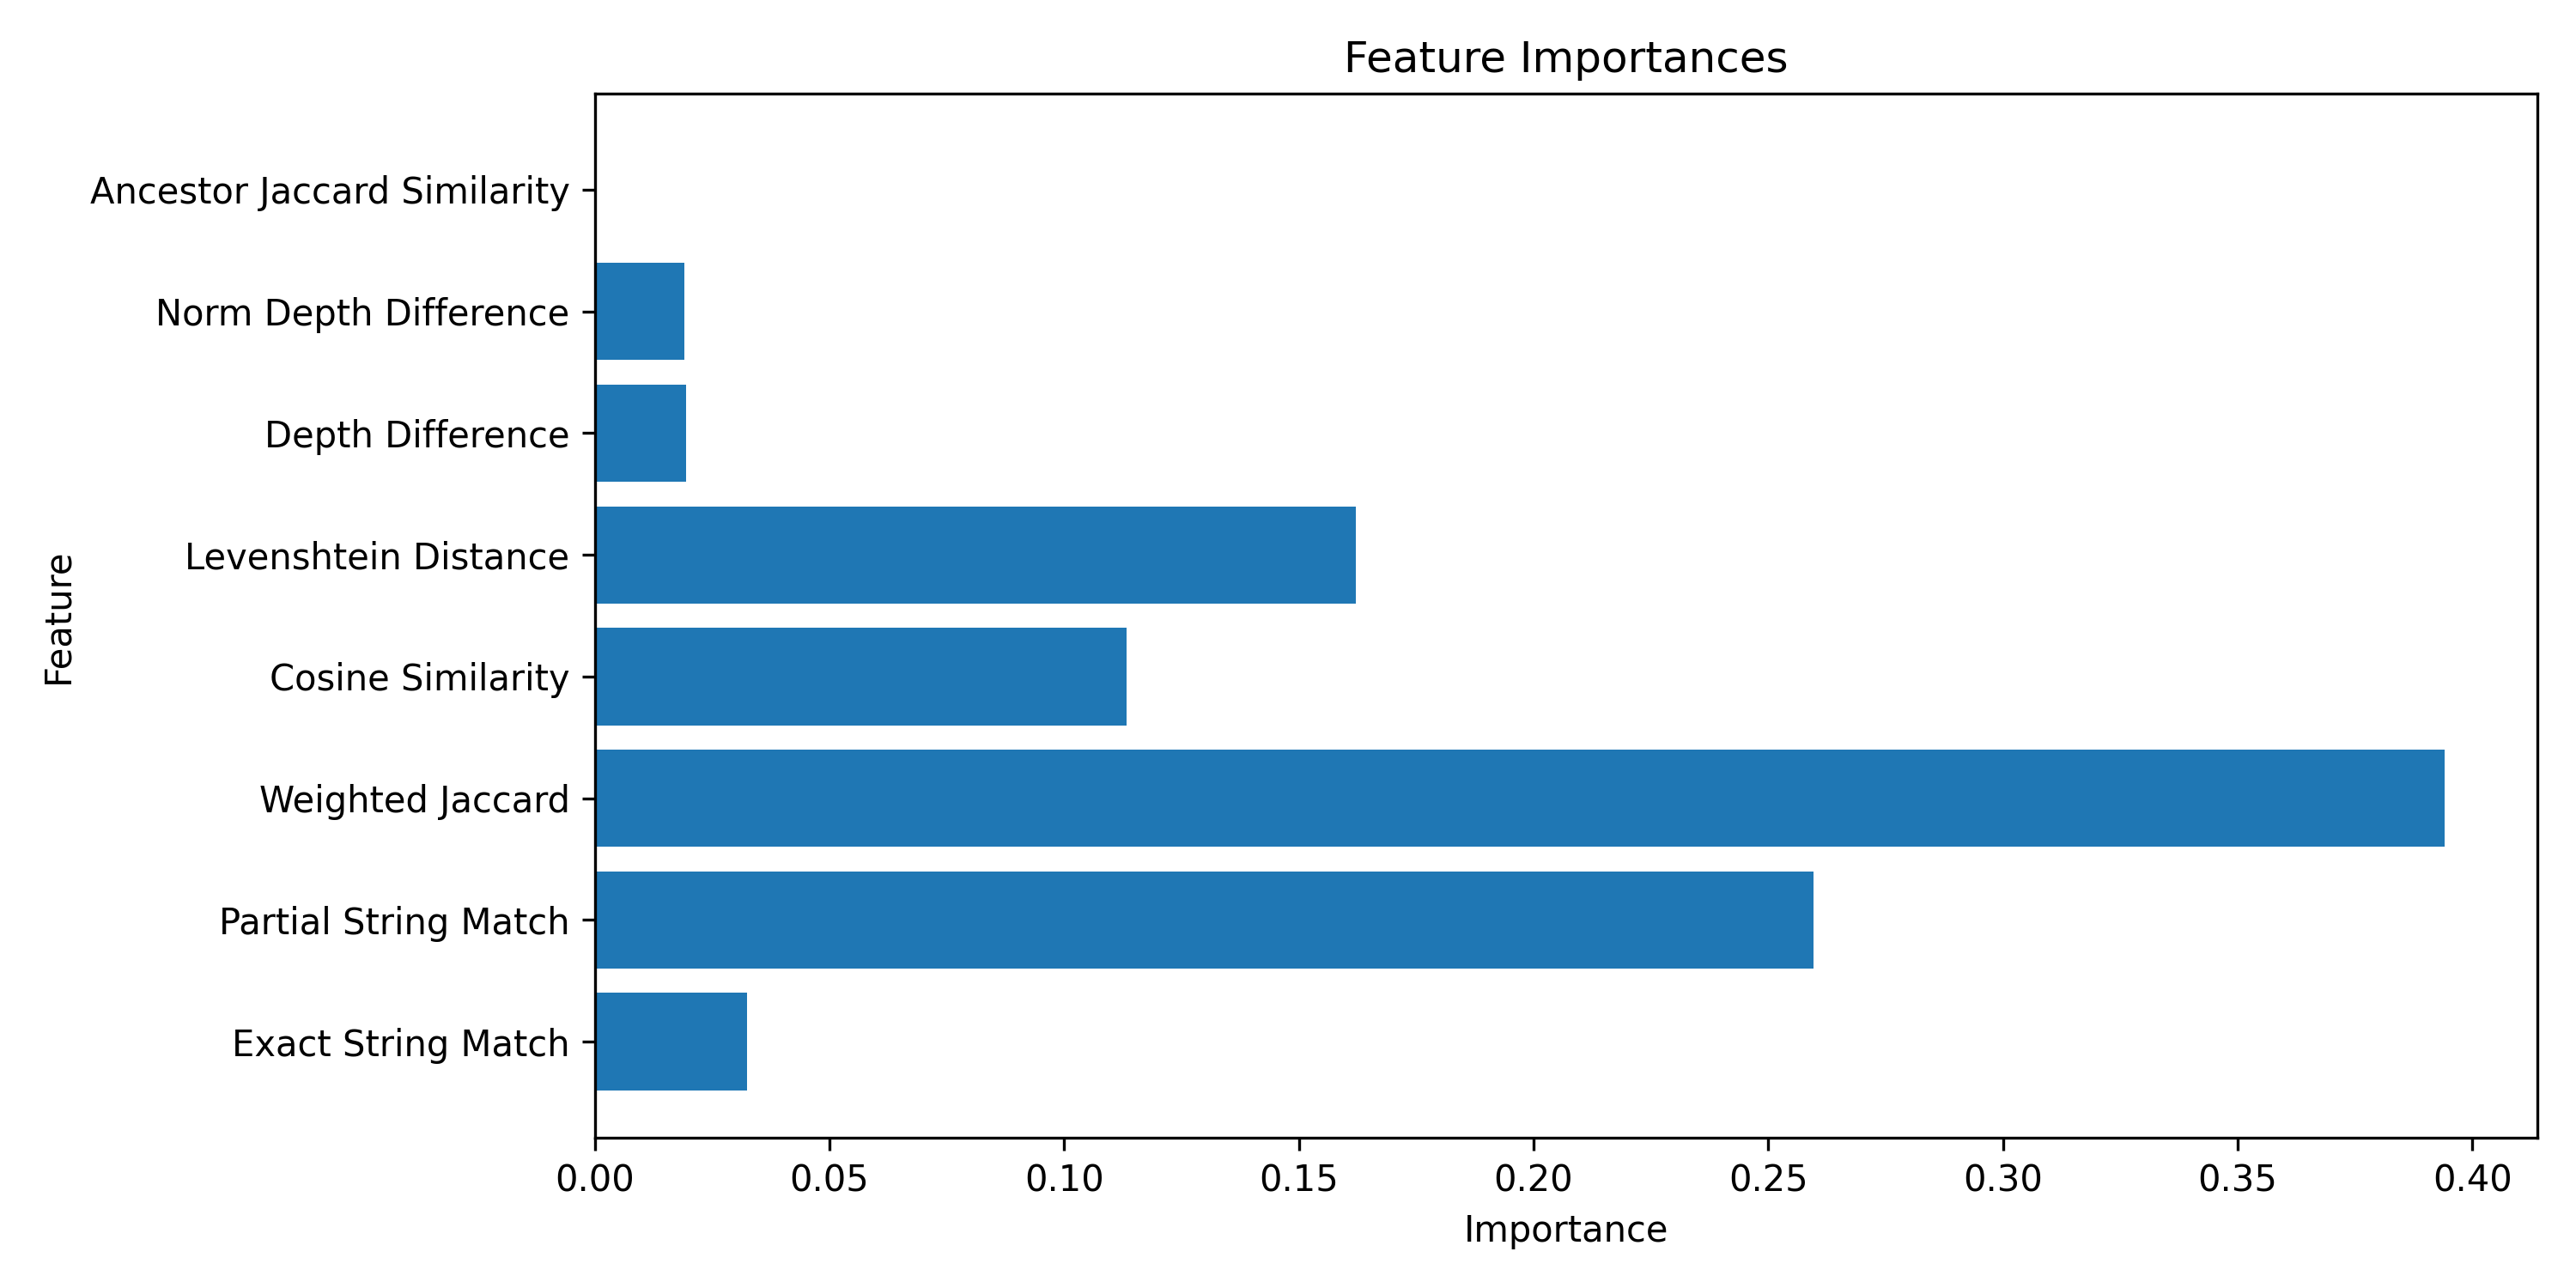 Feature Importances
Ancestor Jaccard Similarity
Norm Depth Difference
Depth Difference
Levenshtein Distance
Cosine Similarity
Weighted Jaccard
Partial String Match
Exact String Match
Feature
0.00 0.05 0.10 0.15 0.20 0.25 0.30 0.35 0.40
Importance